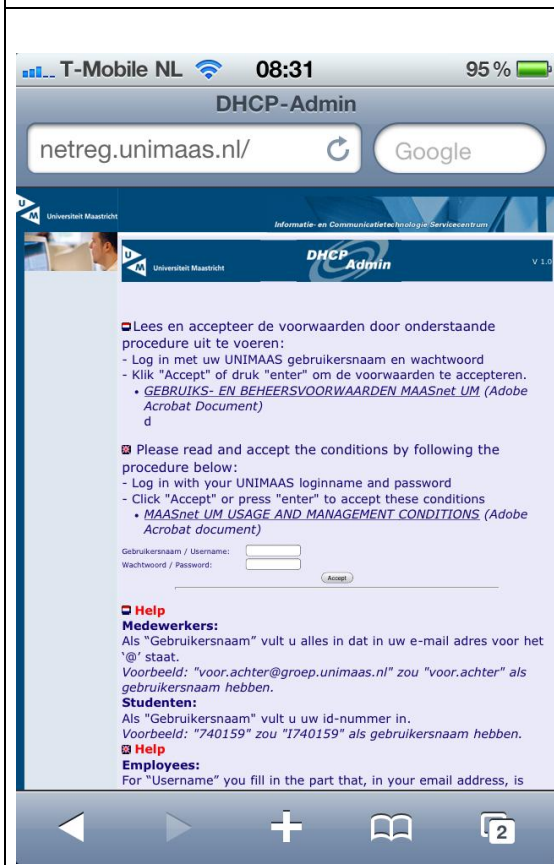 T-Mobile NL 08:31 95 %
DHCP-Admin
netreg.unimaas.nl/ Google
U
M Universiteit Maastricht
Informatie- en Communicatietechnologie Servicecentrum
U
M Universiteit Maastricht
DHCP
Admin
V 1.0
Lees en accepteer de voorwaarden door onderstaande
procedure uit te voeren:
- Log in met uw UNIMAAS gebruikersnaam en wachtwoord
- Klik "Accept" of druk "enter" om de voorwaarden te accepteren.
• GEBRUIKS- EN BEHEERSVOORWAARDEN MAASnet UM (Adobe
Acrobat Document)
d
Please read and accept the conditions by following the
procedure below:
- Log in with your UNIMAAS loginname and password
- Click "Accept" or press "enter" to accept these conditions
• MAASnet UM USAGE AND MANAGEMENT CONDITIONS (Adobe
Acrobat document)
Gebruikersnaam / Username:
Wachtwoord / Password:
Accept
Help
Medewerkers:
Als “Gebruikersnaam” vult u alles in dat in uw e-mail adres voor het
‘@’ staat.
Voorbeeld: "voor.achter@groep.unimaas.nl" zou "voor.achter" als
gebruikersnaam hebben.
Studenten:
Als "Gebruikersnaam" vult u uw id-nummer in.
Voorbeeld: "740159" zou "I740159" als gebruikersnaam hebben.
Help
Employees:
For “Username” you fill in the part that, in your email address, is
2